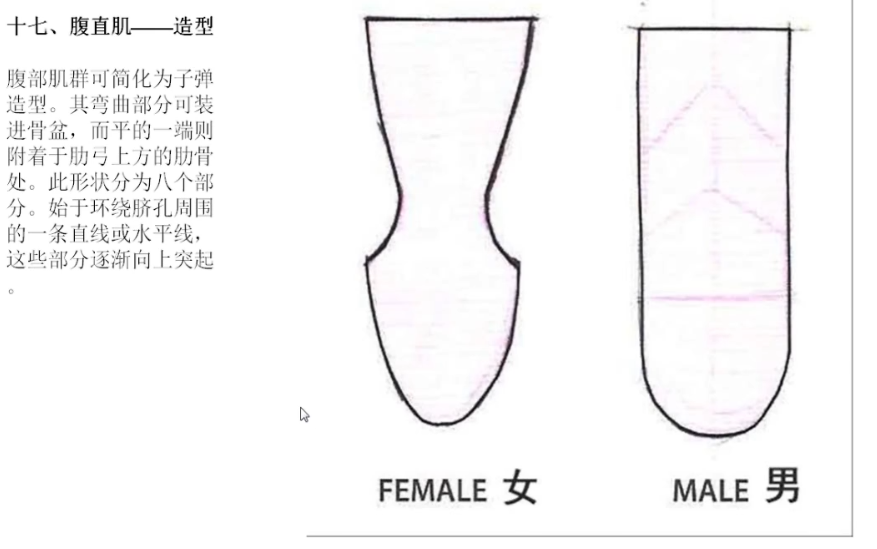 十七、腹直肌——造型
腹部肌群可简化为子弹
造型。其弯曲部分可装
进骨盆，而平的一端则
附着于肋弓上方的肋骨
处。此形状分为八个部
分。始于环绕脐孔周围
的一条直线或水平线，
这些部分逐渐向上突起
。
FEMALE 女
MALE 男